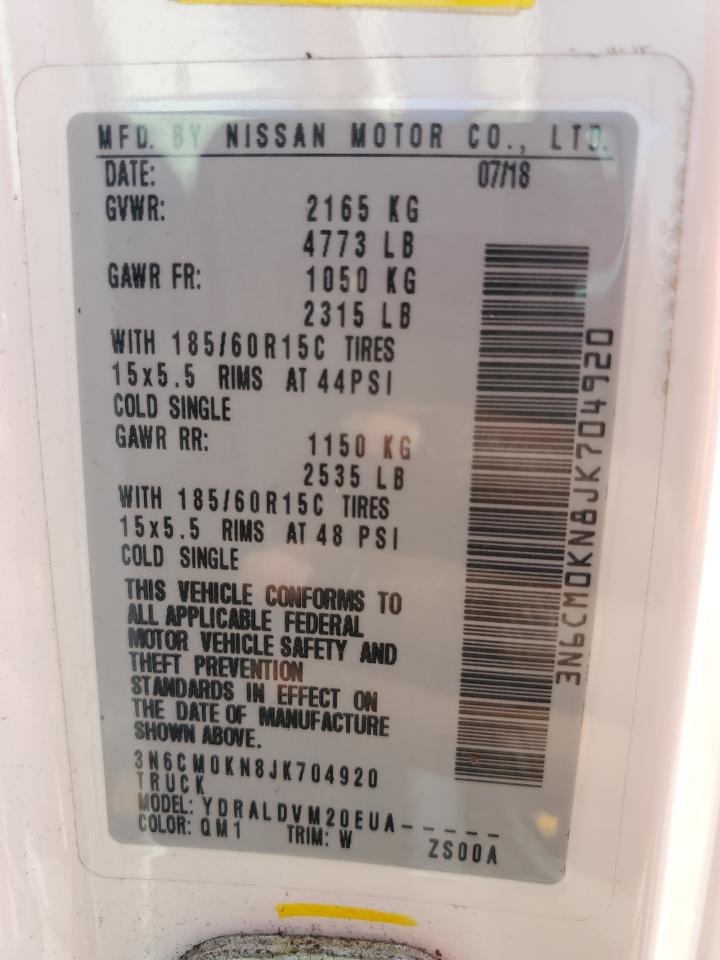 MFD. BY NISSAN MOTOR CO., LTD.
DATE: 07/18
GVWR: 2165 KG
4773 LB
GAWR FR: 1050 KG
2315 LB
WITH 185/60R15C TIRES
15x5.5 RIMS AT 44PSI
COLD SINGLE
GAWR RR: 1150 KG
2535 LB
WITH 185/60R15C TIRES
15x5.5 RIMS AT 48 PSI
COLD SINGLE
THIS VEHICLE CONFORMS TO
ALL APPLICABLE FEDERAL
MOTOR VEHICLE SAFETY AND
THEFT PREVENTION
STANDARDS IN EFFECT ON
THE DATE OF MANUFACTURE
SHOWN ABOVE.
3N6CM0KN8JK704920
TRUCK
MODEL: YDRALDVM20EUA-----
COLOR: QM1 TRIM: W ZS00A
3N6CM0KN8JK704920